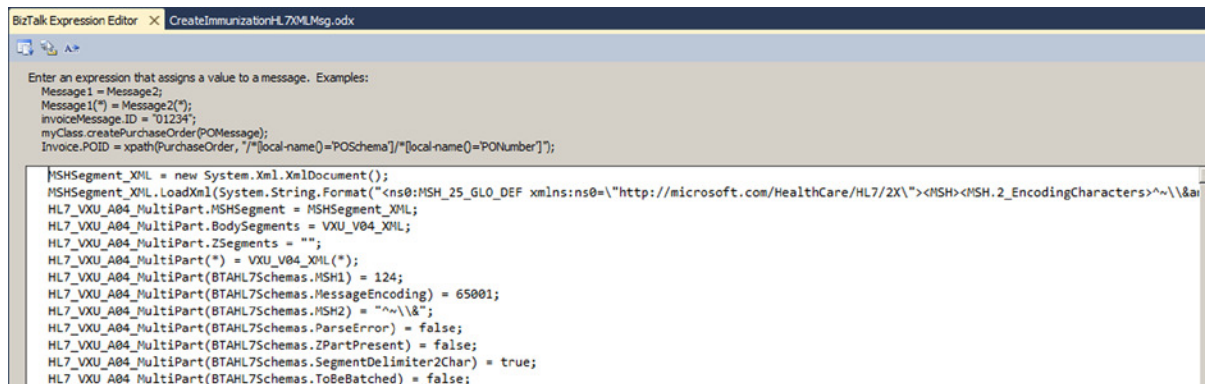 BizTalk Expression Editor × CreateImmunizationHL7XMLMsg.odx
Enter an expression that assigns a value to a message. Examples:
Message1 = Message2;
Message1(*) = Message2(*);
invoiceMessage.ID = "01234";
myClass.createPurchaseOrder(POMessage);
Invoice.POID = xpath(PurchaseOrder, "/*[local-name()='POSchema']/*[local-name()='PONumber']");
MSHSegment_XML = new System.Xml.XmlDocument();
MSHSegment_XML.LoadXml(System.String.Format("<ns0:MSH_25_GLO_DEF xmlns:ns0=\"http://microsoft.com/HealthCare/HL7/2X\"><MSH><MSH.2_EncodingCharacters>^~\\&a
HL7_VXU_A04_MultiPart.MSHSegment = MSHSegment_XML;
HL7_VXU_A04_MultiPart.BodySegments = VXU_V04_XML;
HL7_VXU_A04_MultiPart.ZSegments = "";
HL7_VXU_A04_MultiPart(*) = VXU_V04_XML(*);
HL7_VXU_A04_MultiPart(BTAHL7Schemas.MSH1) = 124;
HL7_VXU_A04_MultiPart(BTAHL7Schemas.MessageEncoding) = 65001;
HL7_VXU_A04_MultiPart(BTAHL7Schemas.MSH2) = "^~\\&";
HL7_VXU_A04_MultiPart(BTAHL7Schemas.ParseError) = false;
HL7_VXU_A04_MultiPart(BTAHL7Schemas.ZPartPresent) = false;
HL7_VXU_A04_MultiPart(BTAHL7Schemas.SegmentDelimiter2Char) = true;
HL7_VXU_A04_MultiPart(BTAHL7Schemas.ToBeBatched) = false;